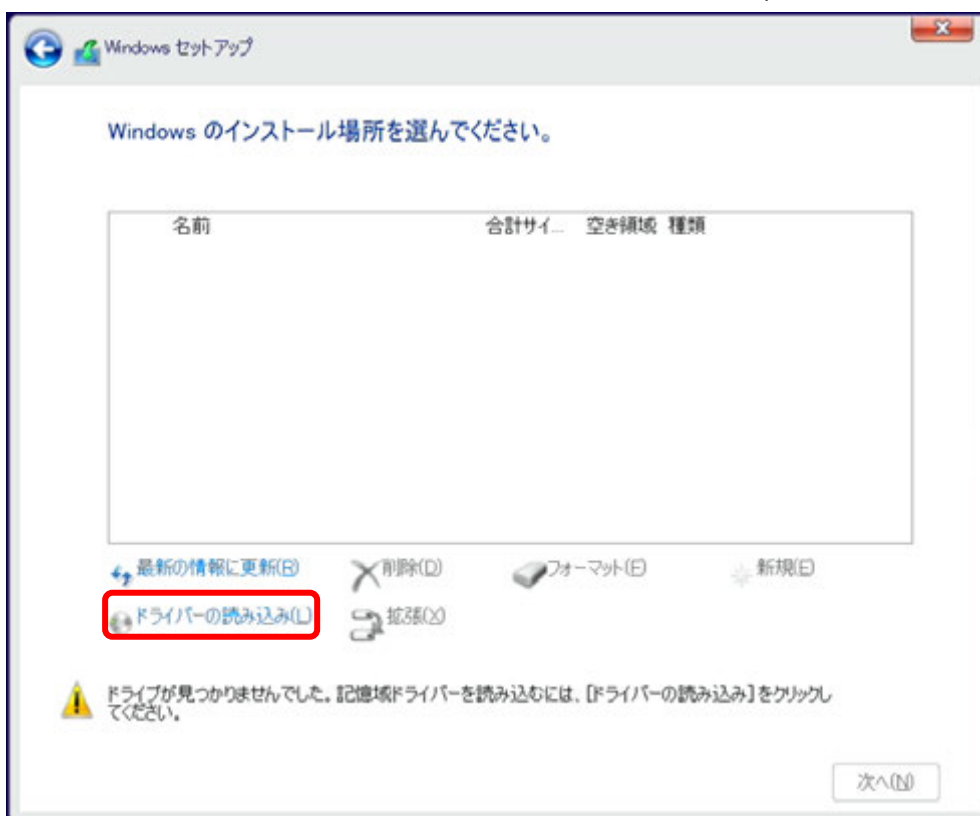 Windows セットアップ
Windows のインストール場所を選んでください。
名前 合計サイ... 空き領域 種類
最新の情報に更新(R) 削除(D) フォーマット(F) 新規(E)
ドライバーの読み込み(L) 拡張(X)
ドライブが見つかりませんでした。記憶域ドライバーを読み込むには、[ドライバーの読み込み] をクリックし
てください。
次へ(N)